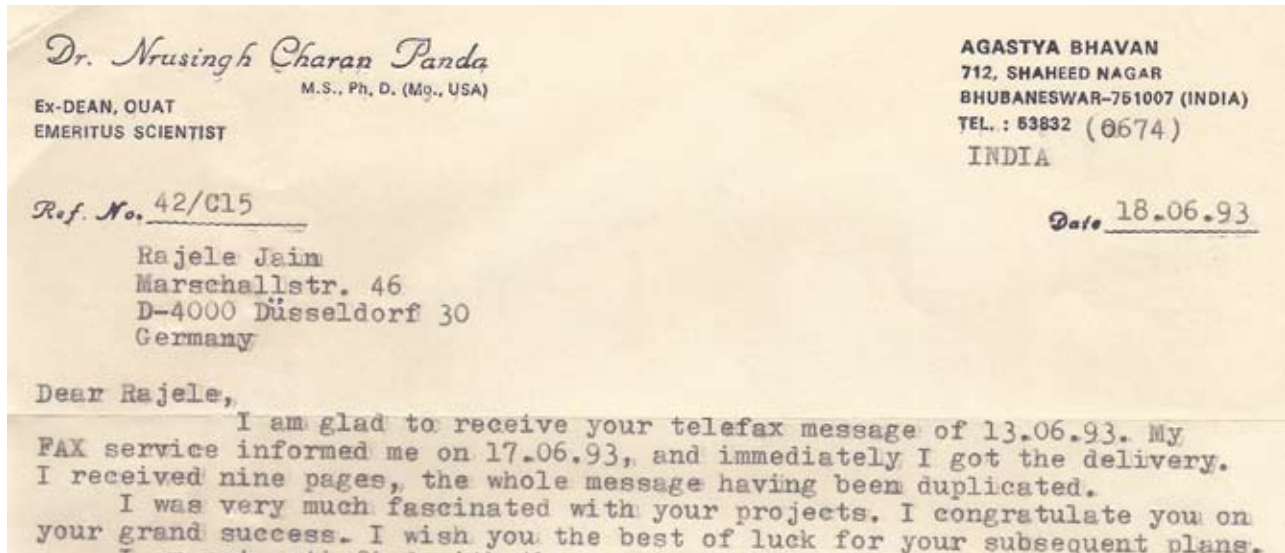 Dr. Nrusingh Charan Panda
M.S., Ph, D. (Mo., USA)
Ex-DEAN, OUAT
EMERITUS SCIENTIST
AGASTYA BHAVAN
712, SHAHEED NAGAR
BHUBANESWAR-751007 (INDIA)
TEL. : 53832 (0674)
INDIA
Ref. No. 42/C15
Date 18.06.93
Rajele Jain
Marschallstr. 46
D-4000 Düsseldorf 30
Germany
Dear Rajele,
I am glad to receive your telefax message of 13.06.93. My
FAX service informed me on 17.06.93, and immediately I got the delivery.
I received nine pages, the whole message having been duplicated.
I was very much fascinated with your projects. I congratulate you on
your grand success. I wish you the best of luck for your subsequent plans.